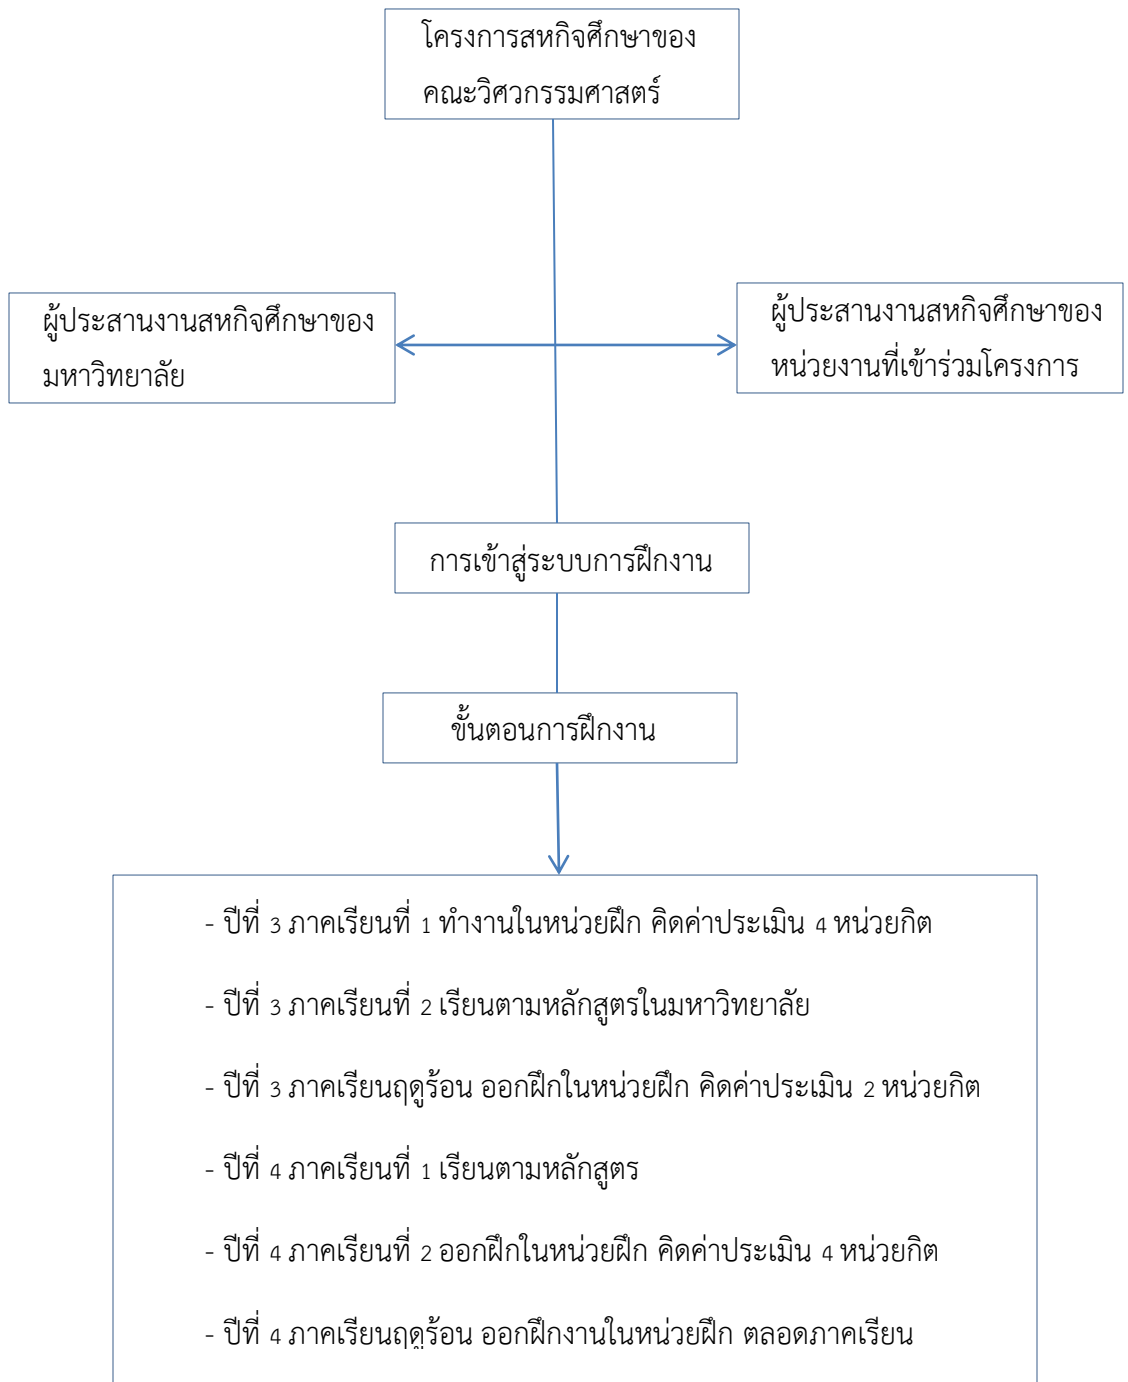 โครงการสหกิจศึกษาของ
คณะวิศวกรรมศาสตร์
ผู้ประสานงานสหกิจศึกษาของ
มหาวิทยาลัย
ผู้ประสานงานสหกิจศึกษาของ
หน่วยงานที่เข้าร่วมโครงการ
การเข้าสู่ระบบการฝึกงาน
ขั้นตอนการฝึกงาน
- ปีที่ 3 ภาคเรียนที่ 1 ทำงานในหน่วยฝึก คิดค่าประเมิน 4 หน่วยกิต
- ปีที่ 3 ภาคเรียนที่ 2 เรียนตามหลักสูตรในมหาวิทยาลัย
- ปีที่ 3 ภาคเรียนฤดูร้อน ออกฝึกในหน่วยฝึก คิดค่าประเมิน 2 หน่วยกิต
- ปีที่ 4 ภาคเรียนที่ 1 เรียนตามหลักสูตร
- ปีที่ 4 ภาคเรียนที่ 2 ออกฝึกในหน่วยฝึก คิดค่าประเมิน 4 หน่วยกิต
- ปีที่ 4 ภาคเรียนฤดูร้อน ออกฝึกงานในหน่วยฝึก ตลอดภาคเรียน